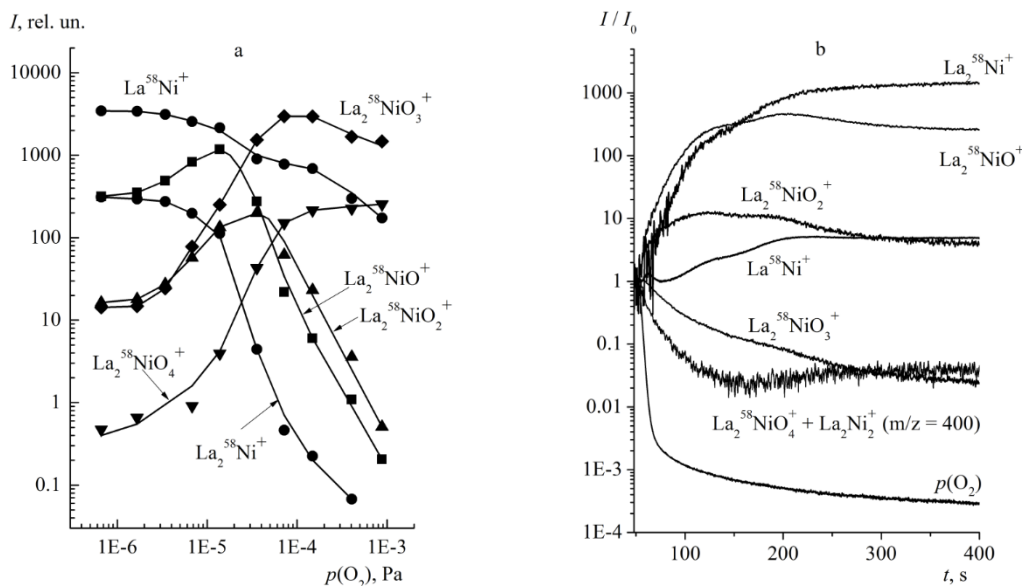 I, rel. un.
a
10000
1000
100
10
1
0.1
La⁵⁸Ni⁺
La₂⁵⁸NiO₃⁺
La₂⁵⁸NiO⁺
La₂⁵⁸NiO₂⁺
La₂⁵⁸NiO₄⁺
La₂⁵⁸Ni⁺
1E-6 1E-5 1E-4 1E-3
p(O₂), Pa
I / I₀
b
1000
100
10
1
0.1
0.01
1E-3
1E-4
La₂⁵⁸Ni⁺
La₂⁵⁸NiO⁺
La₂⁵⁸NiO₂⁺
La⁵⁸Ni⁺
La₂⁵⁸NiO₃⁺
La₂⁵⁸NiO₄⁺ + La₂Ni₂⁺ (m/z = 400)
p(O₂)
100 200 300 400
t, s